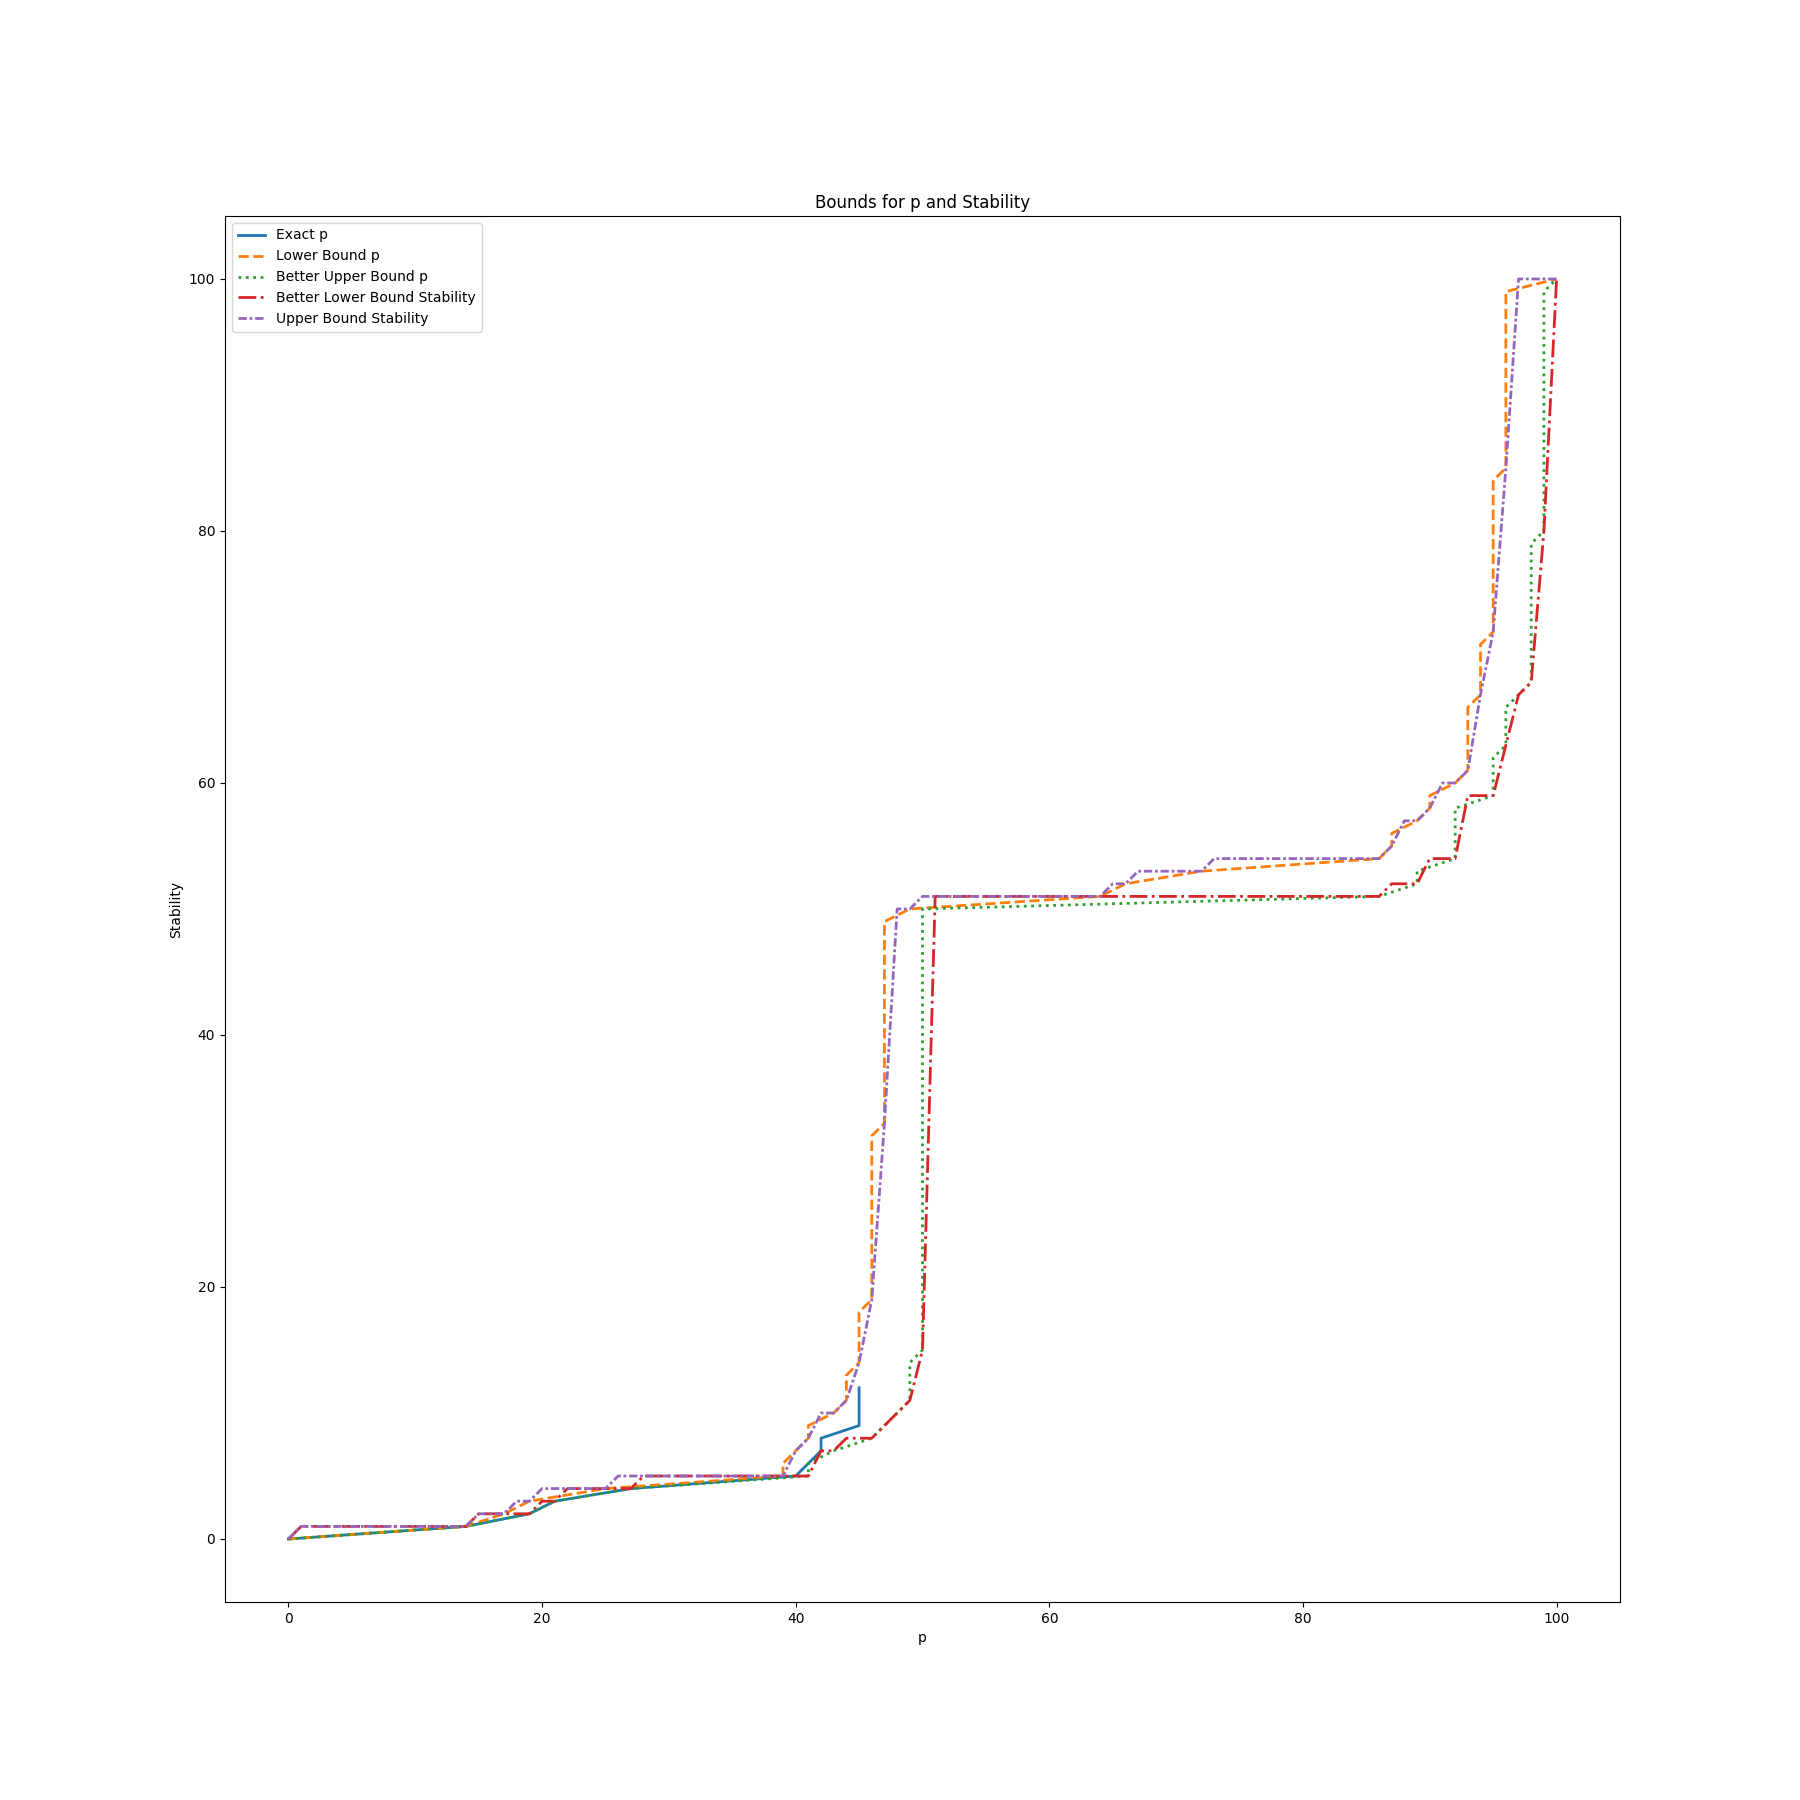 Bounds for p and Stability
Exact p
Lower Bound p
Better Upper Bound p
Better Lower Bound Stability
Upper Bound Stability
100
80
60
40
20
0
Stability
0 20 40 60 80 100
p